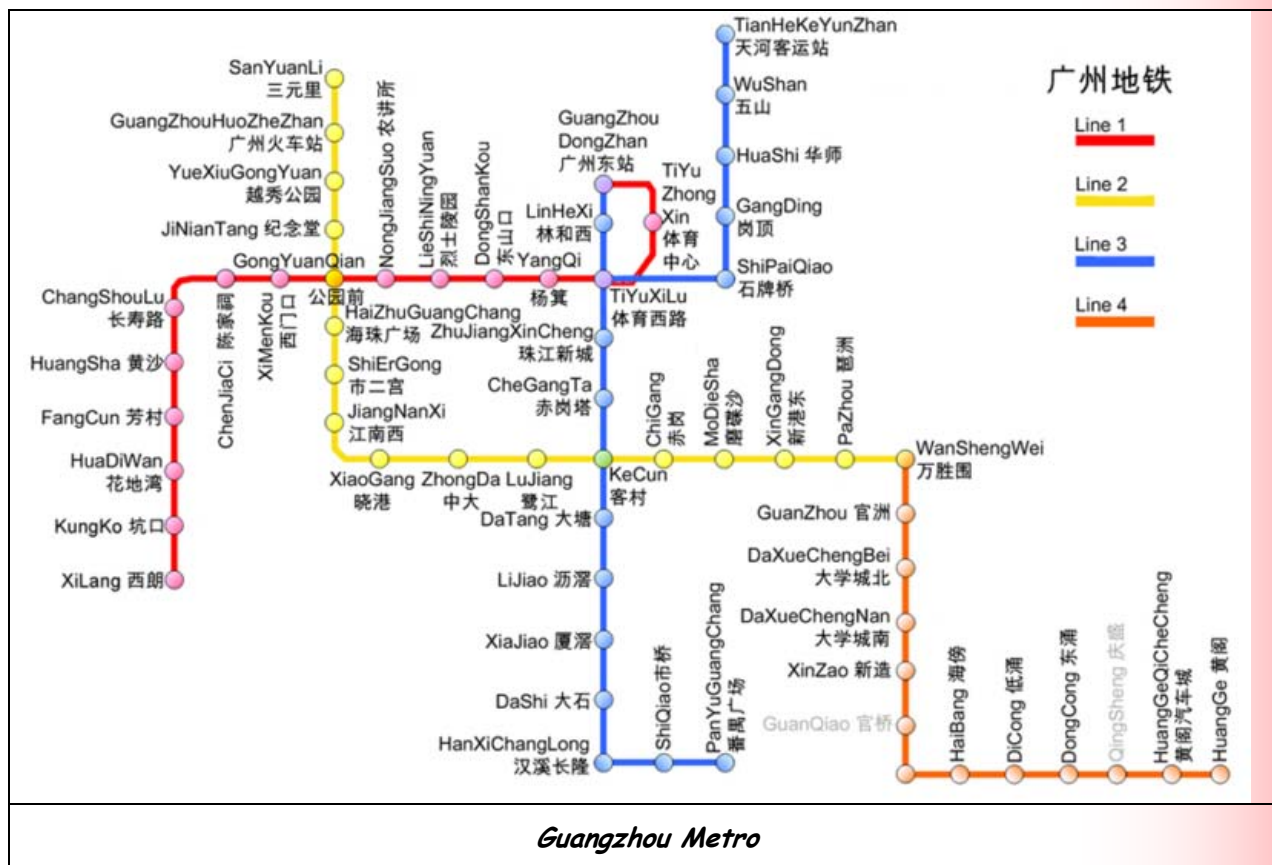 TianHeKeYunZhan
天河客运站
WuShan
五山
HuaShi 华师
GangDing
岗顶
ShiPaiQiao
石牌桥
广州地铁
Line 1
Line 2
Line 3
Line 4
SanYuanLi
三元里
GuangZhouHuoZheZhan
广州火车站
YueXiuGongYuan
越秀公园
JiNianTang 纪念堂
GongYuanQian
公园前
NongJiangSuo 农讲所
LieShiNingYuan
烈士陵园
DongShanKou
东山口
YangQi
杨箕
GuangZhou
DongZhan
广州东站
LinHeXi
林和西
TiYu
Zhong
Xin
体育
中心
TiYuXiLu
体育西路
ChangShouLu
长寿路
HuangSha 黄沙
FangCun 芳村
HuaDiWan
花地湾
KungKo 坑口
XiLang 西朗
ChenJiaCi 陈家祠
XiMenKou
西门口
HaiZhuGuangChang
海珠广场
ShiErGong
市二宫
JiangNanXi
江南西
XiaoGang
晓港
ZhongDa
中大
LuJiang
鹭江
ZhuJiangXinCheng
珠江新城
CheGangTa
赤岗塔
KeCun
客村
ChiGang
赤岗
MoDieSha
磨碟沙
XinGangDong
新港东
PaZhou 琶洲
WanShengWei
万胜围
DaTang 大塘
LiJiao 沥滘
XiaJiao 厦滘
DaShi 大石
HanXiChangLong
汉溪长隆
ShiQiao市桥
PanYuGuangChang
番禺广场
GuanZhou 官洲
DaXueChengBei
大学城北
DaXueChengNan
大学城南
XinZao 新造
GuanQiao 官桥
HaiBang 海傍
DiCong 低涌
DongCong 东涌
QingSheng 庆盛
HuangGeQiCheCheng
黄阁汽车城
HuangGe 黄阁
Guangzhou Metro